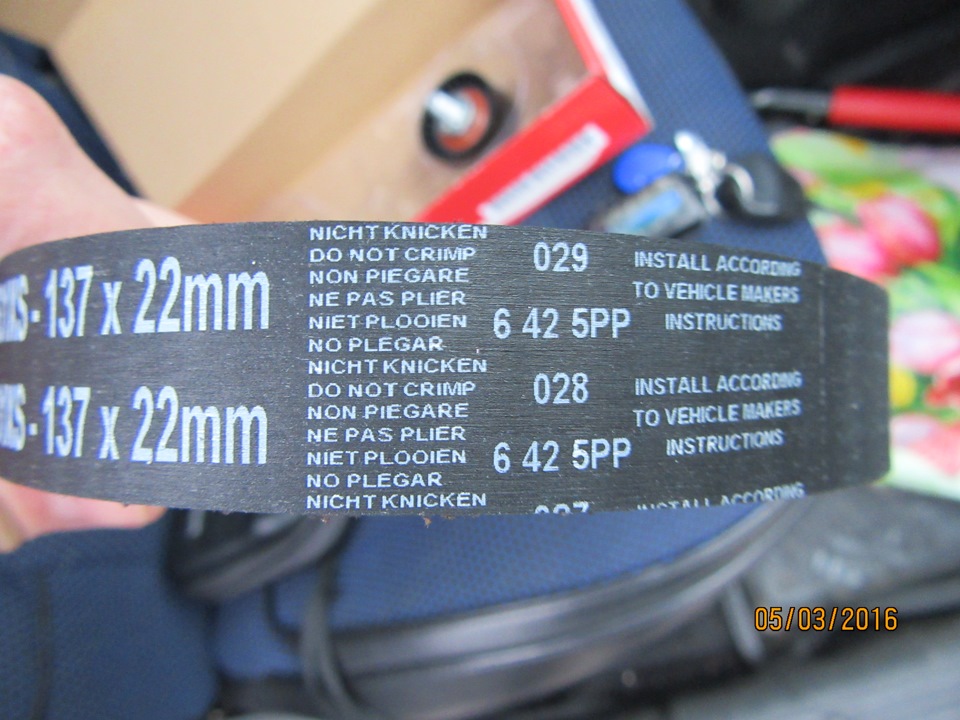 - 137 x 22mm
NICHT KNICKEN
DO NOT CRIMP
NON PIEGARE
NE PAS PLIER
NIET PLOOIEN
NO PLEGAR
029
6 42 5PP
INSTALL ACCORDING
TO VEHICLE MAKERS
INSTRUCTIONS
- 137 x 22mm
NICHT KNICKEN
DO NOT CRIMP
NON PIEGARE
NE PAS PLIER
NIET PLOOIEN
NO PLEGAR
028
6 42 5PP
INSTALL ACCORDING
TO VEHICLE MAKERS
INSTRUCTIONS
NICHT KNICKEN
027
INSTALL ACCORDING
05/03/2016